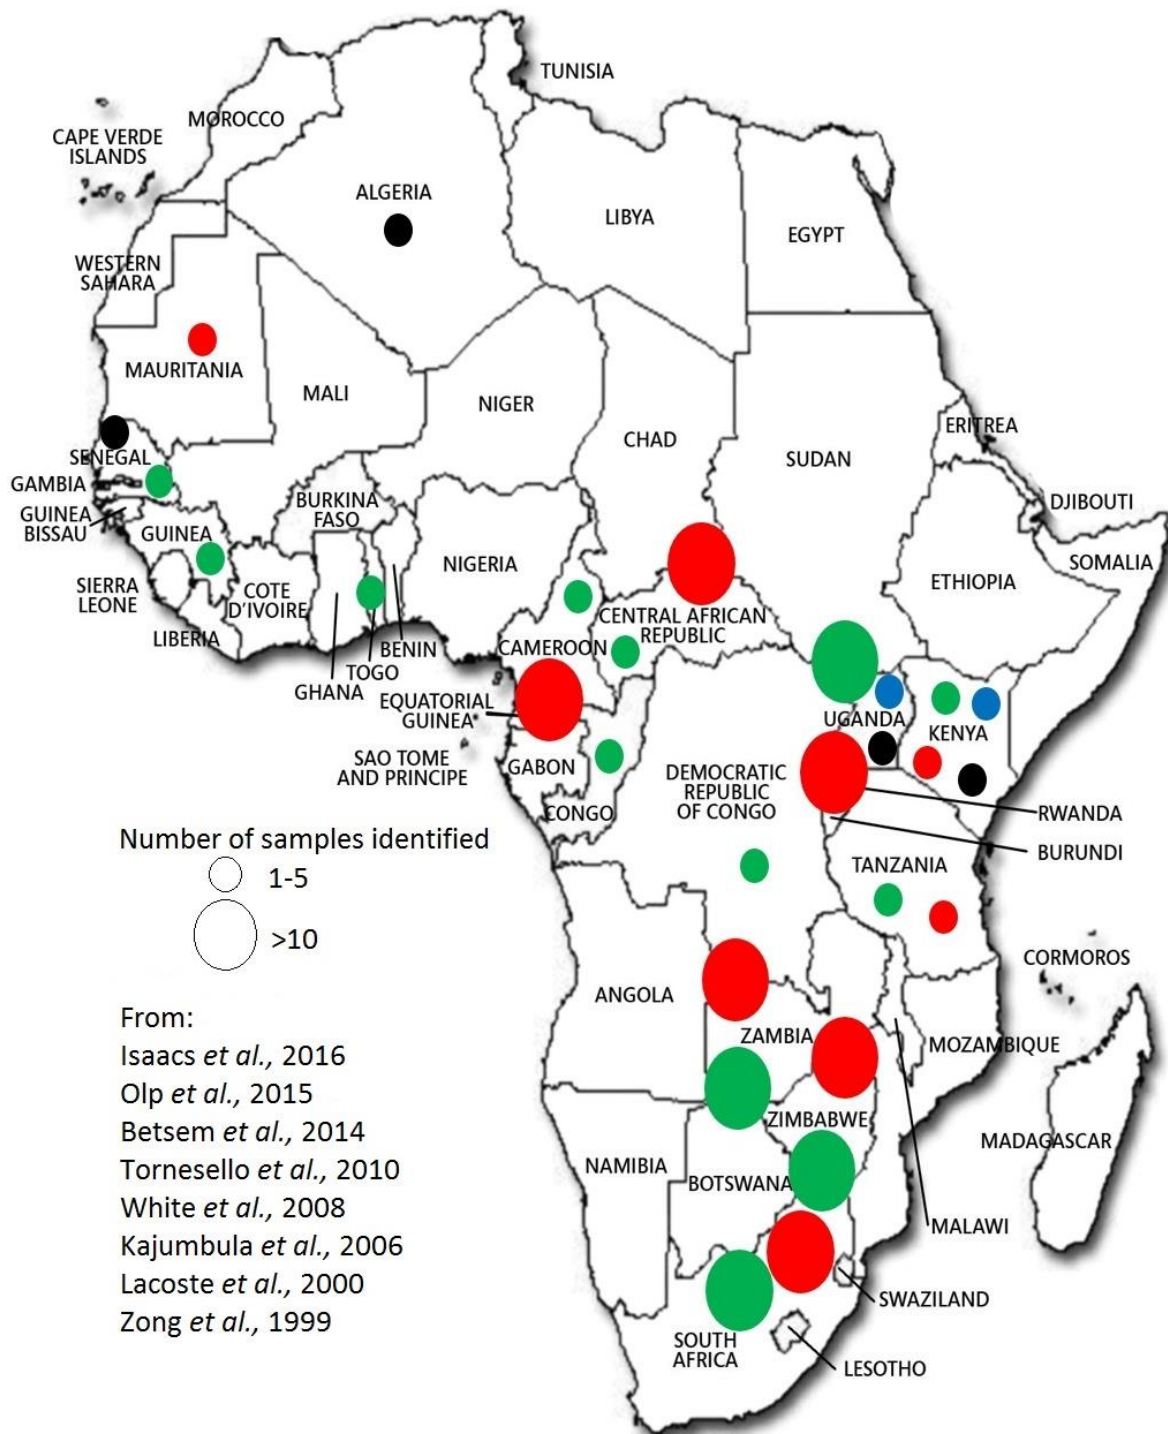 TUNISIA
MOROCCO
CAPE VERDE
ISLANDS
ALGERIA
LIBYA
EGYPT
WESTERN
SAHARA
MAURITANIA
MALI
NIGER
CHAD
SUDAN
ERITREA
SENEGAL
GAMBIA
GUINEA
BISSAU
GUINEA
BURKINA
FASO
NIGERIA
DJIBOUTI
SOMALIA
ETHIOPIA
SIERRA
LEONE
COTE
D'IVOIRE
LIBERIA
GHANA
TOGO
BENIN
CAMEROON
CENTRAL AFRICAN
REPUBLIC
EQUATORIAL
GUINEA
SAO TOME
AND PRINCIPE
GABON
CONGO
DEMOCRATIC
REPUBLIC
OF CONGO
UGANDA
KENYA
RWANDA
BURUNDI
TANZANIA
CORMOROS
ANGOLA
ZAMBIA
MOZAMBIQUE
ZIMBABWE
MADAGASCAR
NAMIBIA
BOTSWANA
MALAWI
SWAZILAND
SOUTH
AFRICA
LESOTHO
Number of samples identified
1-5
>10
From:
Isaacs et al., 2016
Olp et al., 2015
Betsem et al., 2014
Tornesello et al., 2010
White et al., 2008
Kajumbula et al., 2006
Lacoste et al., 2000
Zong et al., 1999